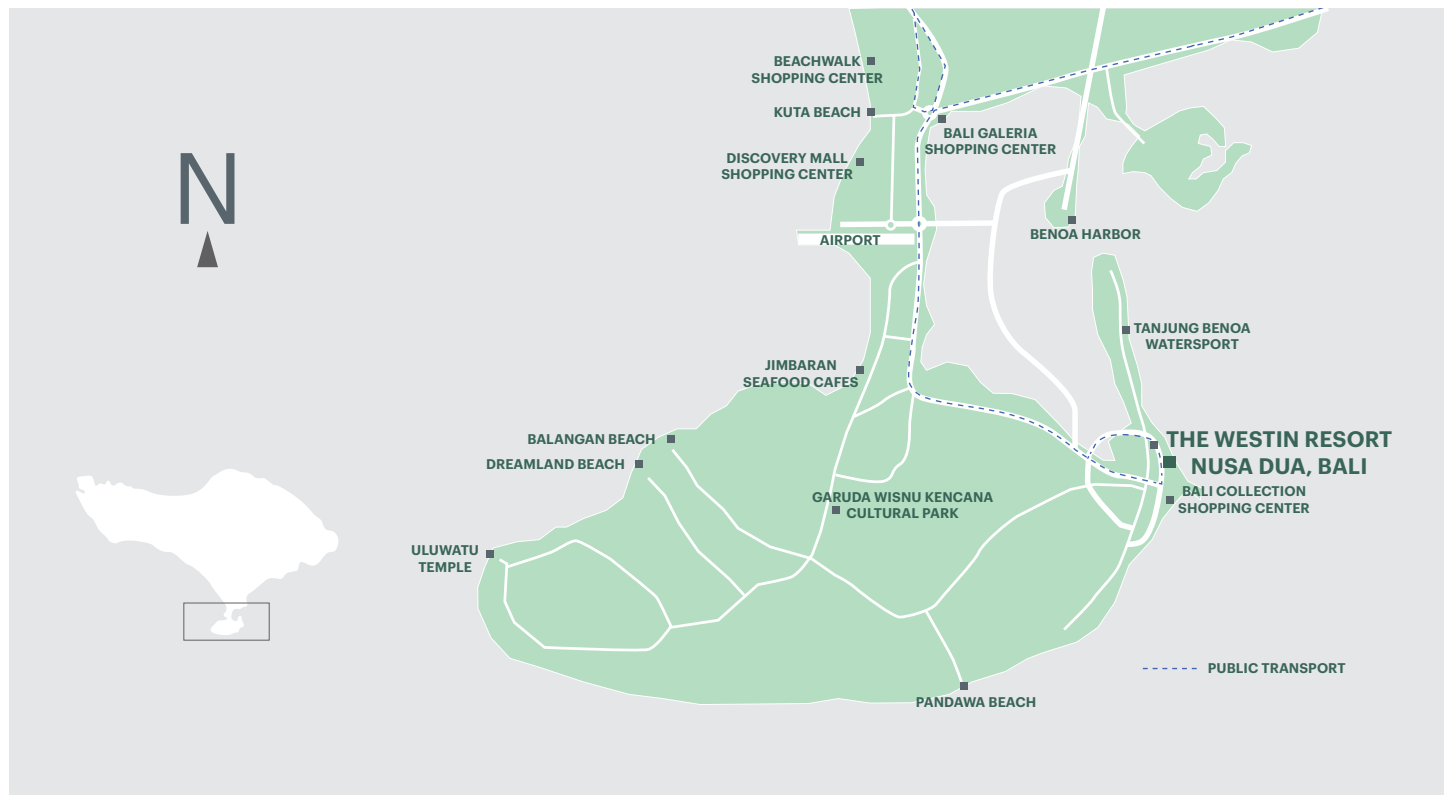 BEACHWALK
SHOPPING CENTER
KUTA BEACH
BALI GALERIA
SHOPPING CENTER
DISCOVERY MALL
SHOPPING CENTER
N
AIRPORT
BENOA HARBOR
TANJUNG BENOA
WATERSPORT
JIMBARAN
SEAFOOD CAFES
BALANGAN BEACH
DREAMLAND BEACH
THE WESTIN RESORT
NUSA DUA, BALI
BALI COLLECTION
SHOPPING CENTER
GARUDA WISNU KENCANA
CULTURAL PARK
ULUWATU
TEMPLE
PUBLIC TRANSPORT
PANDAWA BEACH